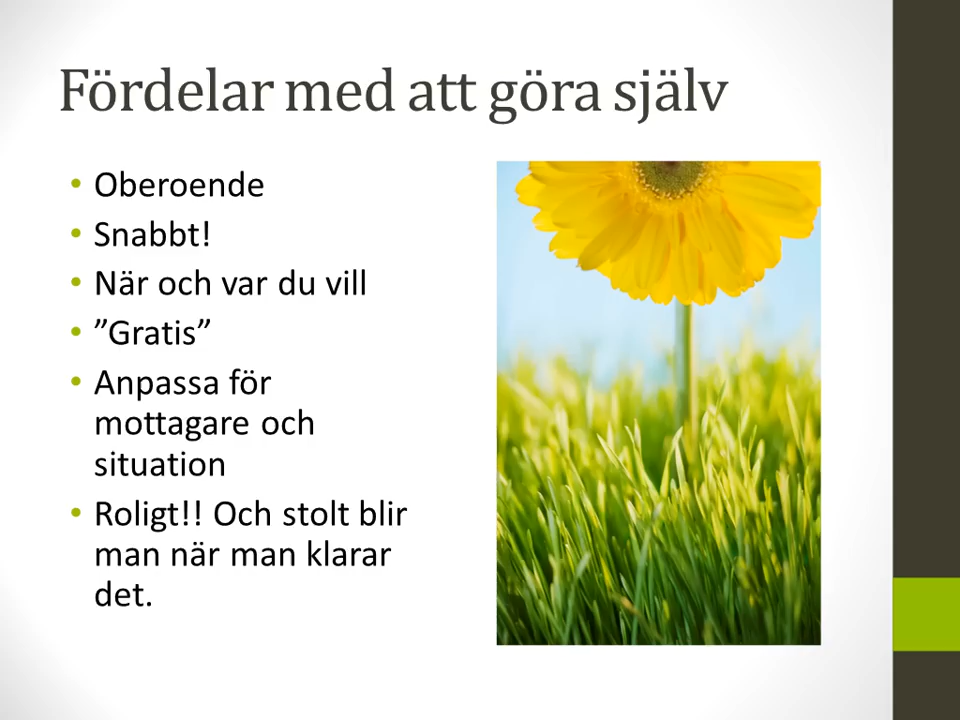 Fördelar med att göra själv
• Oberoende
• Snabbt!
• När och var du vill
• ”Gratis”
• Anpassa för
mottagare och
situation
• Roligt!! Och stolt blir
man när man klarar
det.